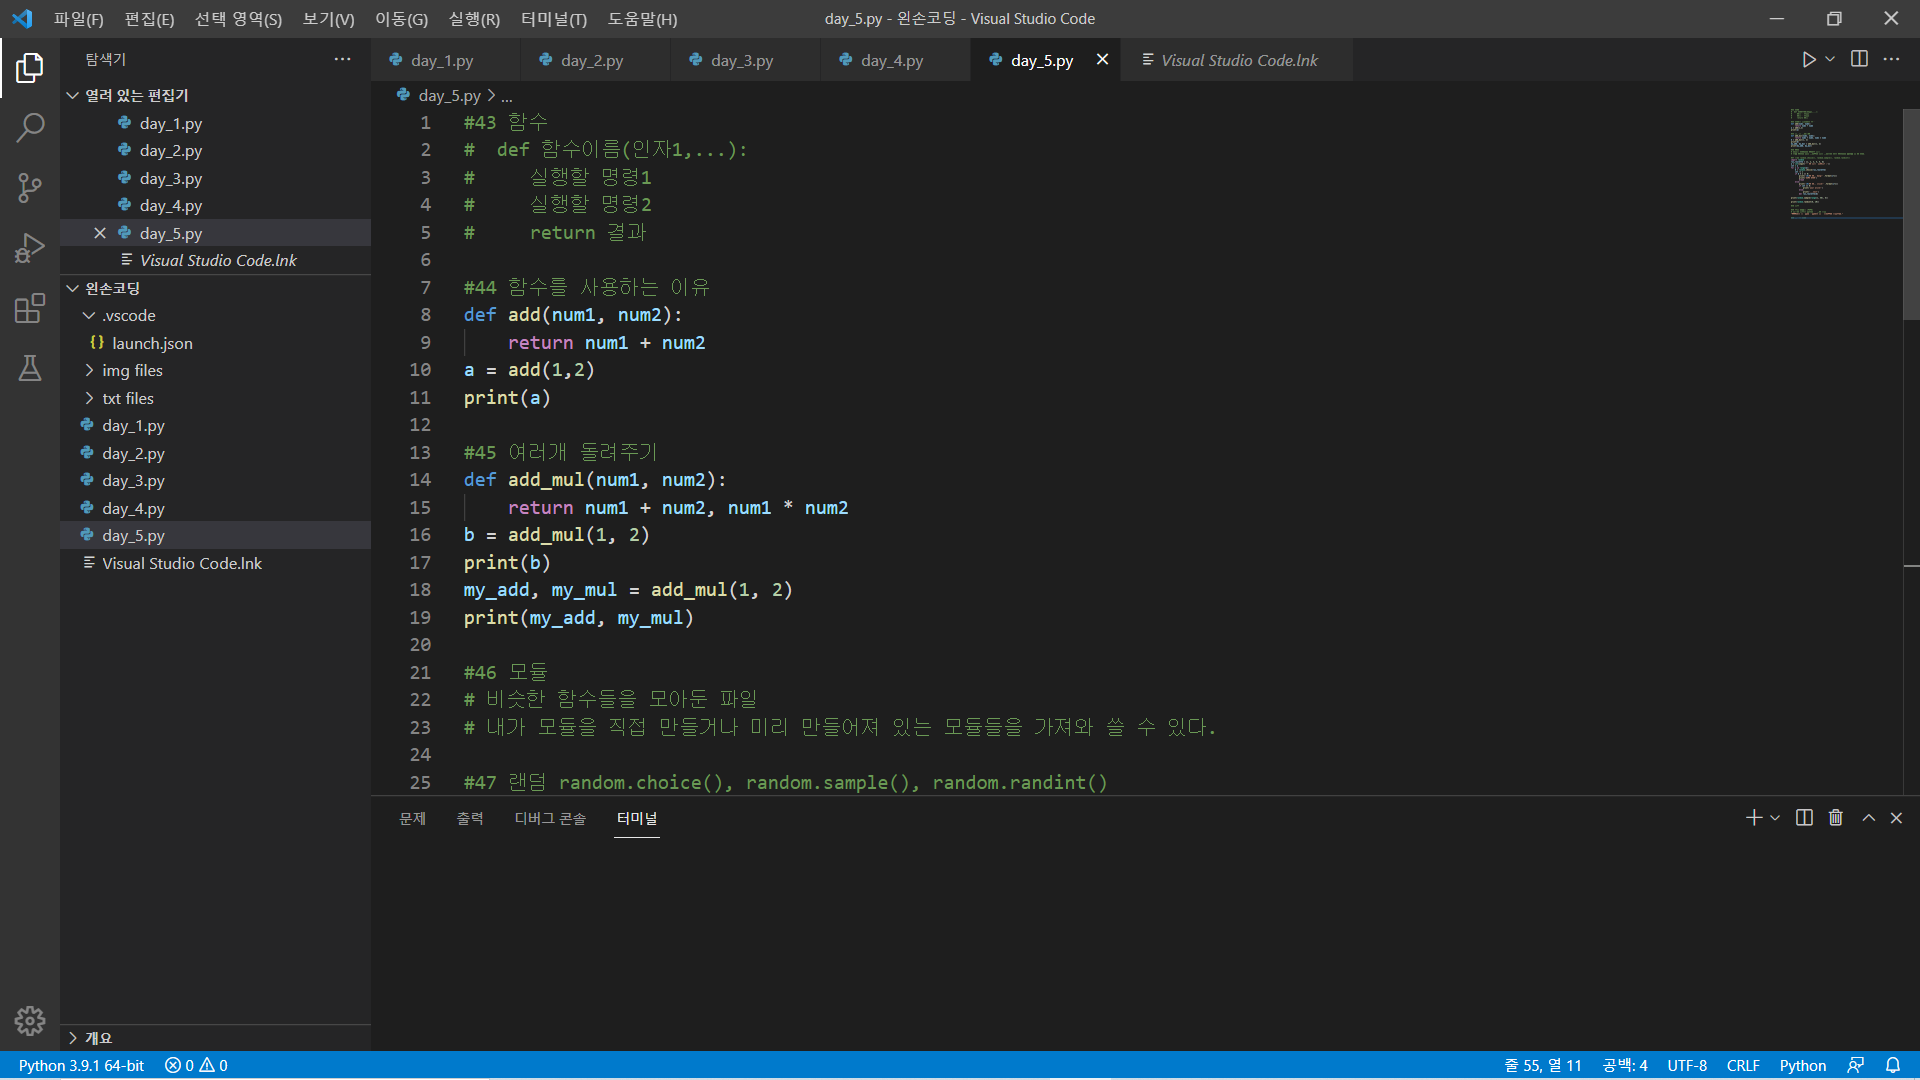 파일(F) 편집(E) 선택 영역(S) 보기(V) 이동(G) 실행(R) 터미널(T) 도움말(H) day_5.py - 왼손코딩 - Visual Studio Code
탐색기
열려 있는 편집기
day_1.py
day_2.py
day_3.py
day_4.py
day_5.py
Visual Studio Code.lnk
왼손코딩
.vscode
{} launch.json
img files
txt files
day_1.py
day_2.py
day_3.py
day_4.py
day_5.py
Visual Studio Code.lnk
개요
day_1.py day_2.py day_3.py day_4.py day_5.py Visual Studio Code.lnk
day_5.py > ...
1 #43 함수
2 #  def 함수이름(인자1,...):
3 #     실행할 명령1
4 #     실행할 명령2
5 #     return 결과
6
7 #44 함수를 사용하는 이유
8 def add(num1, num2):
9     return num1 + num2
10 a = add(1,2)
11 print(a)
12
13 #45 여러개 돌려주기
14 def add_mul(num1, num2):
15     return num1 + num2, num1 * num2
16 b = add_mul(1, 2)
17 print(b)
18 my_add, my_mul = add_mul(1, 2)
19 print(my_add, my_mul)
20
21 #46 모듈
22 # 비슷한 함수들을 모아둔 파일
23 # 내가 모듈을 직접 만들거나 미리 만들어져 있는 모듈들을 가져와 쓸 수 있다.
24
25 #47 랜덤 random.choice(), random.sample(), random.randint()
문제 출력 디버그 콘솔 터미널
Python 3.9.1 64-bit 0 0 줄 55, 열 11 공백: 4 UTF-8 CRLF Python